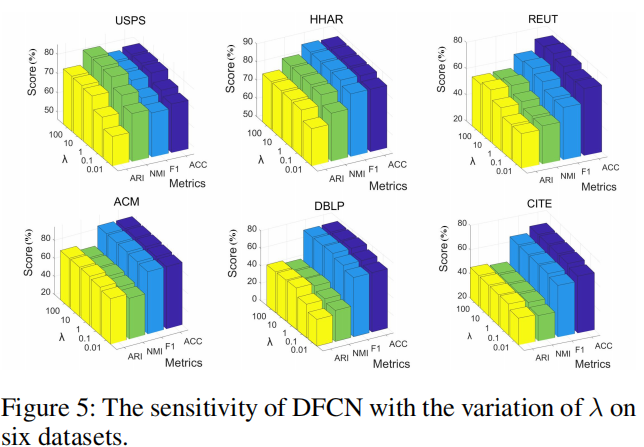 USPS
HHAR
REUT
Score (%)
80
70
60
50
100
10
1
0.1
0.01
λ
ARI
NMI
F1
ACC
Metrics
Score (%)
90
80
70
60
50
100
10
1
0.1
0.01
λ
ARI
NMI
F1
ACC
Metrics
Score (%)
80
60
40
20
100
10
1
0.1
0.01
λ
ARI
NMI
F1
ACC
Metrics
ACM
DBLP
CITE
Score (%)
80
60
40
20
100
10
1
0.1
0.01
λ
ARI
NMI
F1
ACC
Metrics
Score (%)
80
60
40
20
0
100
10
1
0.1
0.01
λ
ARI
NMI
F1
ACC
Metrics
Score (%)
80
60
40
20
100
10
1
0.1
0.01
λ
ARI
NMI
F1
ACC
Metrics
Figure 5: The sensitivity of DFCN with the variation of λ on
six datasets.